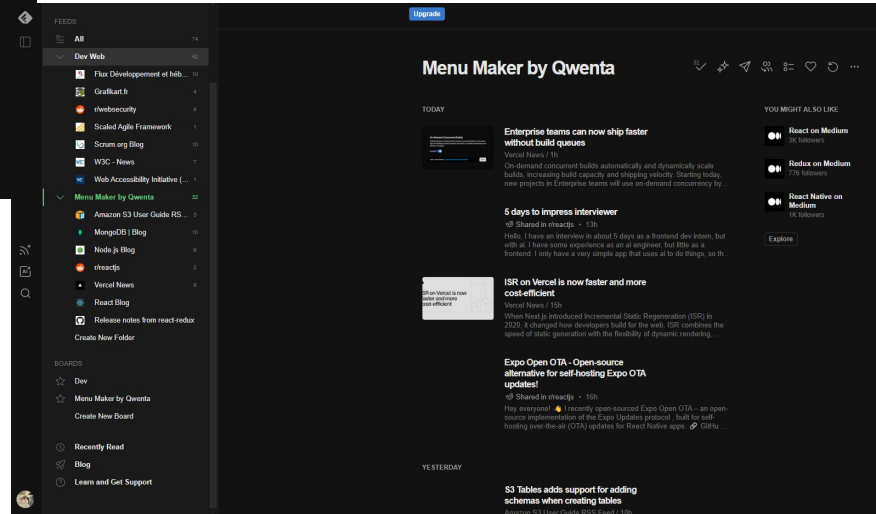 Upgrade
FEEDS
All 74
Dev Web 42
Flux Développement et héb... 10
Grafikart.fr 4
r/websecurity 9
Scaled Agile Framework 1
Scrum.org Blog 10
W3C - News 7
Web Accessibility Initiative (... 1
Menu Maker by Qwenta 32
Amazon S3 User Guide RS... 3
MongoDB | Blog 10
Node.js Blog 9
r/reactjs 2
Vercel News 8
React Blog
Release notes from react-redux
Create New Folder
BOARDS
Dev
Menu Maker by Qwenta
Create New Board
Recently Read
Blog
Learn and Get Support
Menu Maker by Qwenta
TODAY
Enterprise teams can now ship faster
without build queues
Vercel News / 1h
On-demand concurrent builds automatically and dynamically scale
builds, increasing build capacity and shipping velocity. Starting today,
new projects in Enterprise teams will use on-demand concurrency by...
5 days to impress interviewer
Shared in r/reactjs • 13h
Hello, I have an interview in about 5 days as a frontend dev intern, but
with ai. I have some experience as an ai engineer, but little as a
frontend. I only have a very simple app that uses ai to do things, so th...
ISR on Vercel is now
faster and more
cost-efficient
ISR on Vercel is now faster and more
cost-efficient
Vercel News / 15h
When Next.js introduced Incremental Static Regeneration (ISR) in
2020, it changed how developers build for the web. ISR combines the
speed of static generation with the flexibility of dynamic rendering,...
Expo Open OTA - Open-source
alternative for self-hosting Expo OTA
updates!
Shared in r/reactjs • 16h
Hey everyone! 👋 I recently open-sourced Expo Open OTA – an open-
source implementation of the Expo Updates protocol , built for self-
hosting over-the-air (OTA) updates for React Native apps. 🔗 GitHu ...
YESTERDAY
S3 Tables adds support for adding
schemas when creating tables
Amazon S3 User Guide RSS Feed / 18h
YOU MIGHT ALSO LIKE
React on Medium
3K followers
Redux on Medium
776 followers
React Native on
Medium
1K followers
Explore